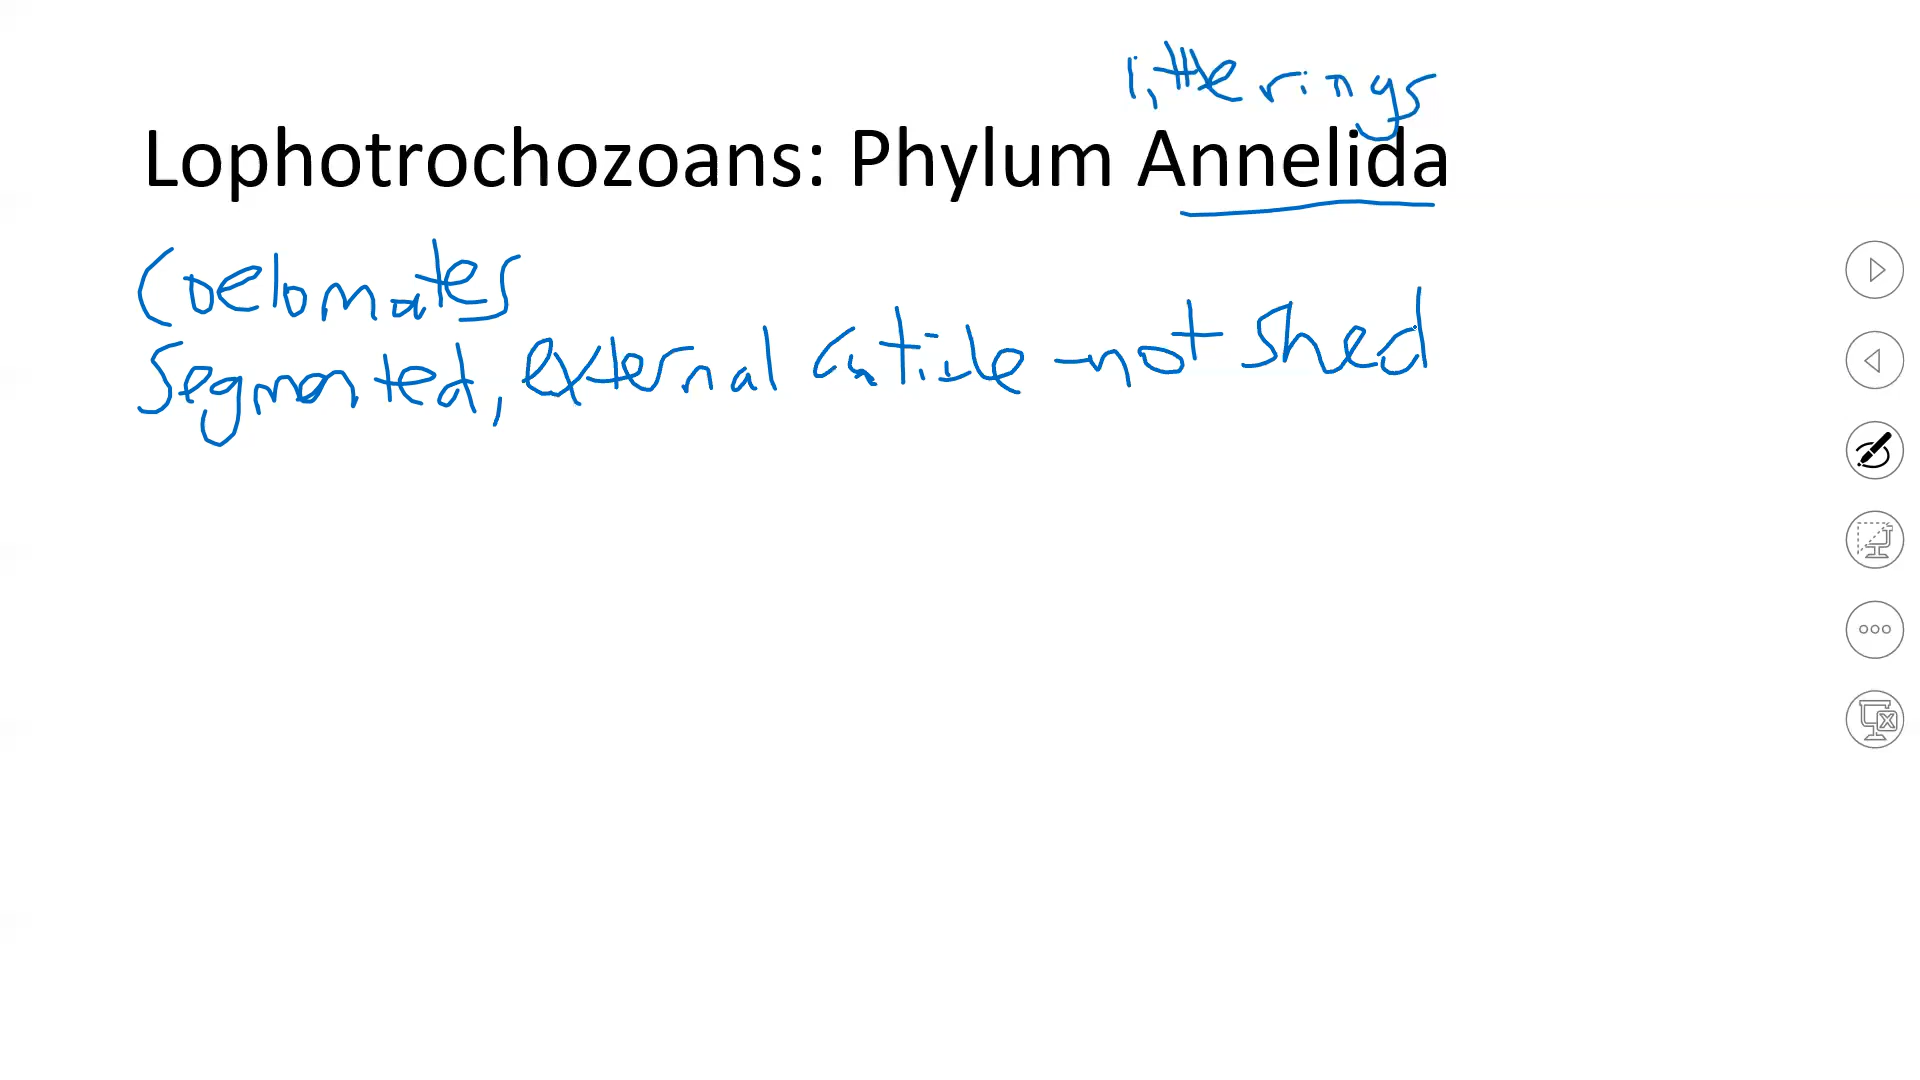 little rings
Lophotrochozoans: Phylum Annelida
Coelomates
Segmented, external cuticle - not shed